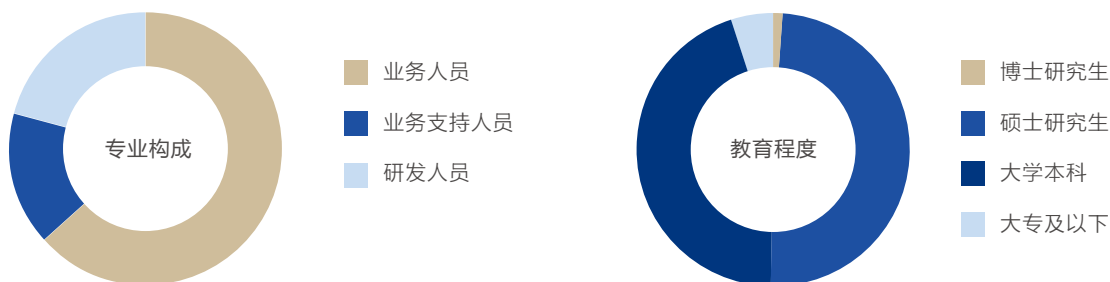 专业构成
业务人员
业务支持人员
研发人员
教育程度
博士研究生
硕士研究生
大学本科
大专及以下